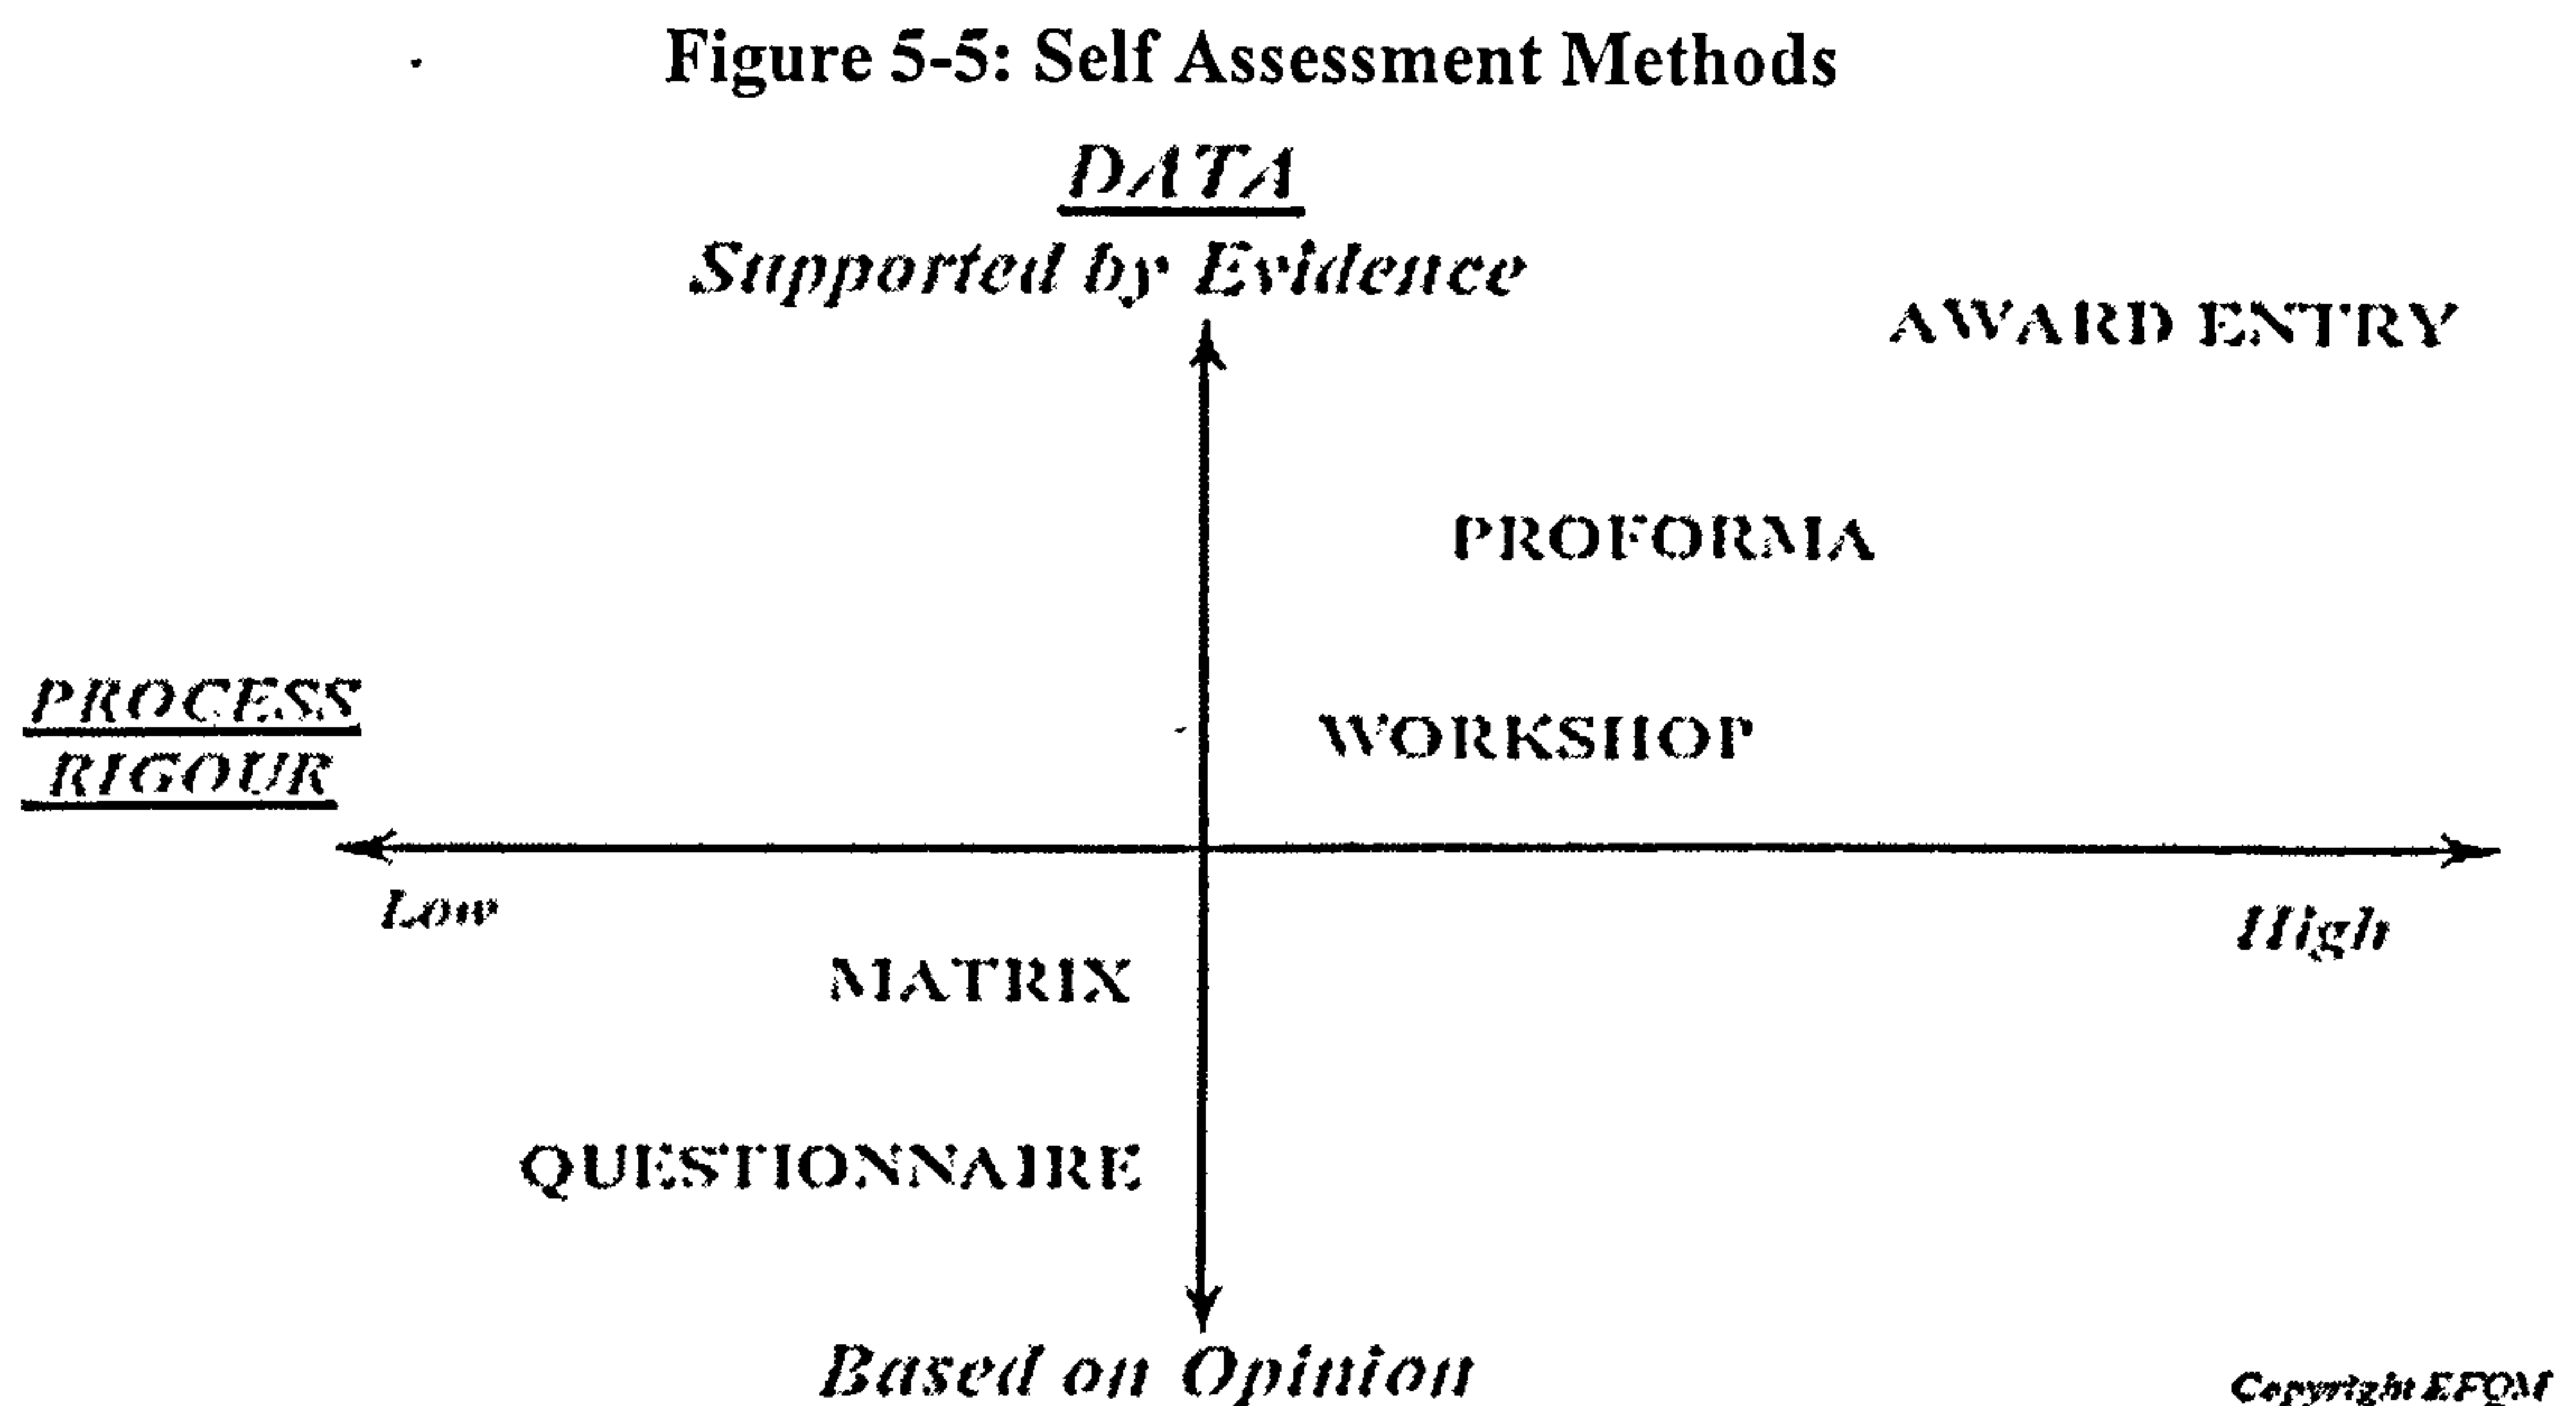 Figure 5-5: Self Assessment Methods
DATA
Supported by Evidence
AWARD ENTRY
PROFORMA
PROCESS
RIGOUR
WORKSHOP
Low
High
MATRIX
QUESTIONNAIRE
Based on Opinion
Copyright EFQM